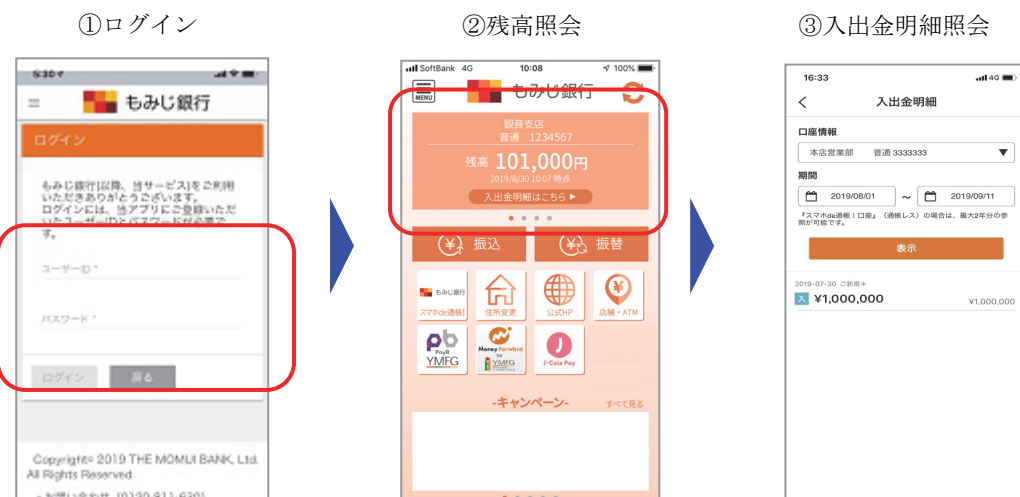 ①ログイン
②残高照会
③入出金明細照会
5:30
もみじ銀行
ログイン
もみじ銀行[以降、当サービス]をご利用
いただきありがとうございます。
ログインには、当アプリにご登録いただ
いたユーザーIDとパスワードが必要で
す。
ユーザーID *
パスワード *
ログイン
戻る
Copyright© 2019 THE MOMIJI BANK, Ltd.
All Rights Reserved.
SoftBank 4G 10:08 100%
MENU
もみじ銀行
観音支店
普通 1234567
残高 101,000円
2019/8/30 10:07 時点
入出金明細はこちら ▶
振込
振替
もみじ銀行
スマホde通帳!
住所変更
公式HP
店舗・ATM
PayB
YMFG
Money Forward
for
YMFG
J-Coin Pay
-キャンペーン-
すべて見る
16:33 4G
入出金明細
口座情報
本店営業部 普通 3333333 ▼
期間
2019/08/01 ~ 2019/09/11
『スマホde通帳！口座』（通帳レス）の場合は、最大2年分の参
照が可能です。
表示
2019-07-30 ご新規＊
入 ¥1,000,000 ¥1,000,000